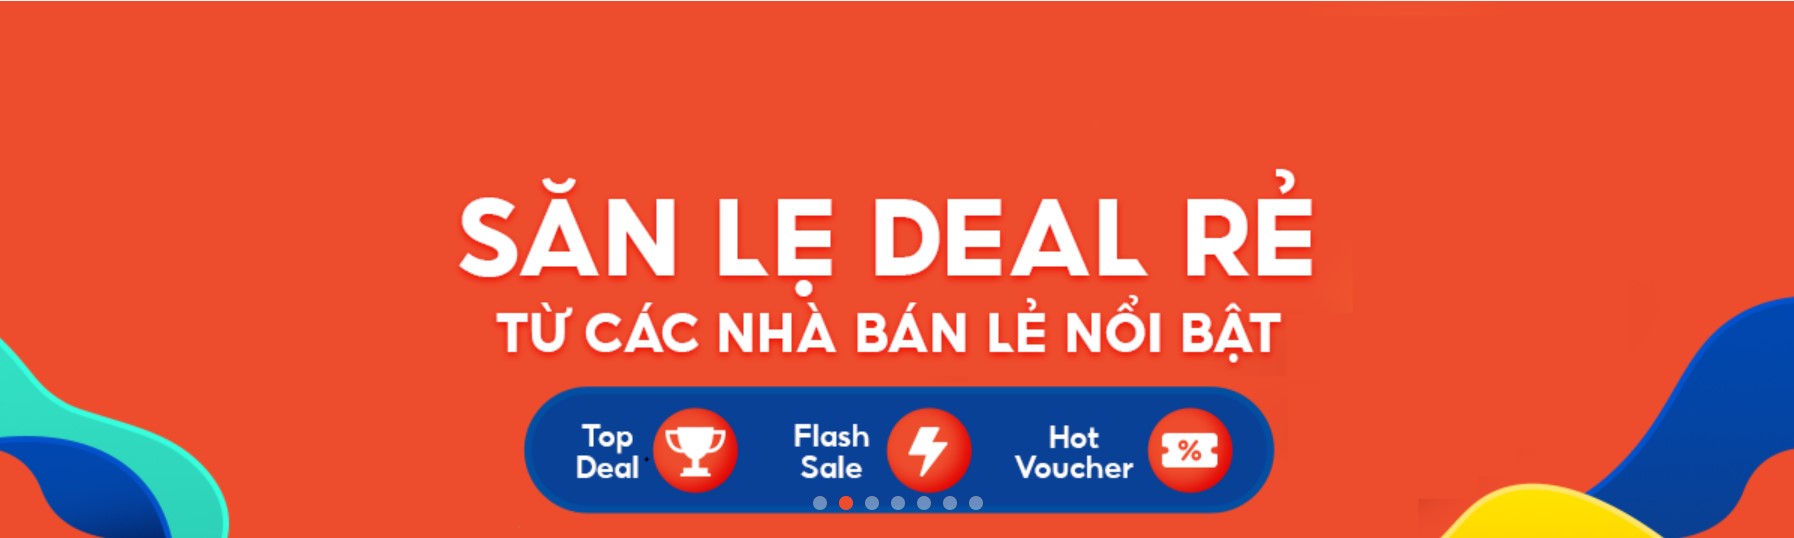 SĂN LẸ DEAL RẺ
TỪ CÁC NHÀ BÁN LẺ NỔI BẬT
Top
Deal
Flash
Sale
Hot
Voucher
%